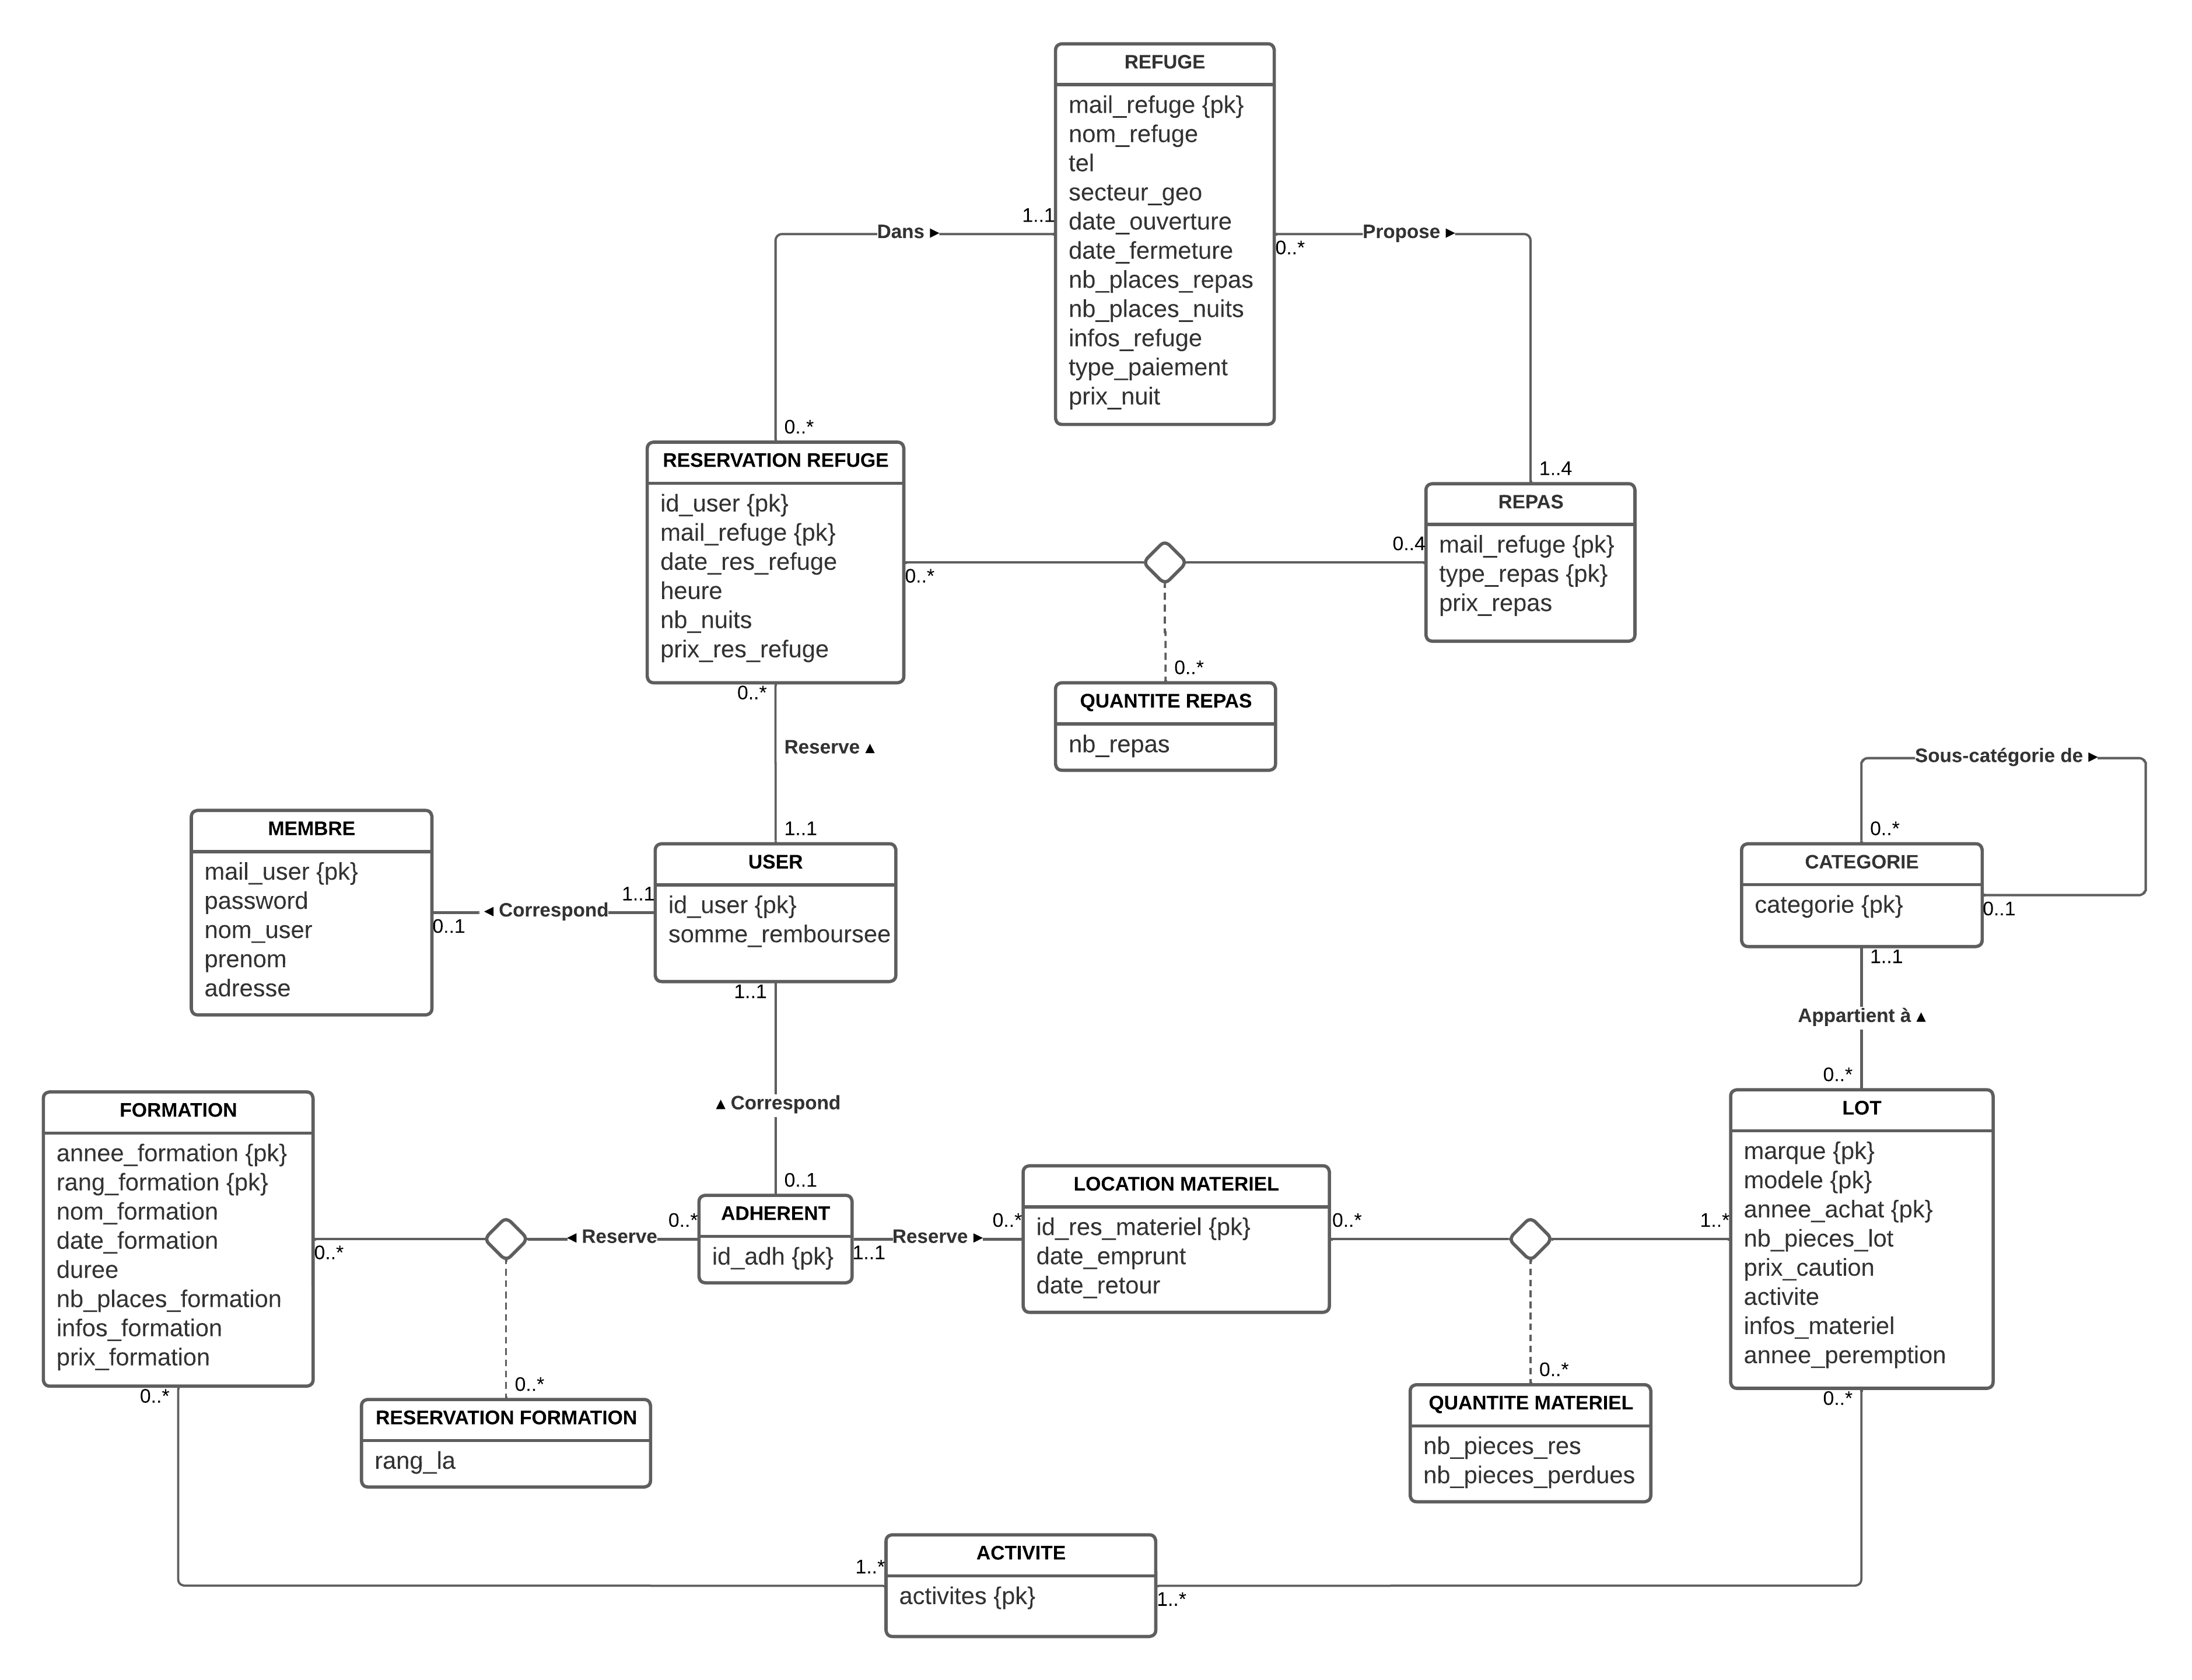 REFUGE
mail_refuge {pk}
nom_refuge
tel
secteur_geo
date_ouverture
date_fermeture
nb_places_repas
nb_places_nuits
infos_refuge
type_paiement
prix_nuit
1..1
Dans ►
0..*
Propose ►
0..*
1..4
RESERVATION REFUGE
id_user {pk}
mail_refuge {pk}
date_res_refuge
heure
nb_nuits
prix_res_refuge
0..*
0..4
REPAS
mail_refuge {pk}
type_repas {pk}
prix_repas
0..*
QUANTITE REPAS
nb_repas
0..*
Reserve ▲
1..1
MEMBRE
mail_user {pk}
password
nom_user
prenom
adresse
0..1
◄ Correspond
1..1
USER
id_user {pk}
somme_remboursee
1..1
▲ Correspond
0..1
Sous-catégorie de ►
0..*
CATEGORIE
categorie {pk}
0..1
1..1
Appartient à ▲
0..*
FORMATION
annee_formation {pk}
rang_formation {pk}
nom_formation
date_formation
duree
nb_places_formation
infos_formation
prix_formation
0..*
◄ Reserve
0..*
ADHERENT
id_adh {pk}
1..1
Reserve ►
0..*
LOCATION MATERIEL
id_res_materiel {pk}
date_emprunt
date_retour
0..*
1..*
LOT
marque {pk}
modele {pk}
annee_achat {pk}
nb_pieces_lot
prix_caution
activite
infos_materiel
annee_peremption
0..*
0..*
RESERVATION FORMATION
rang_la
0..*
QUANTITE MATERIEL
nb_pieces_res
nb_pieces_perdues
0..*
1..*
ACTIVITE
activites {pk}
1..*